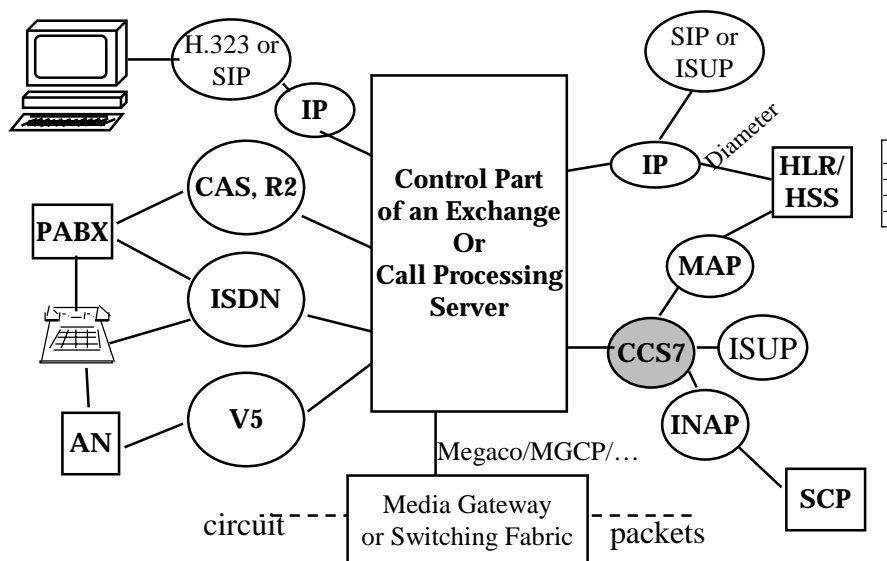 H.323 or
SIP
IP
SIP or
ISUP
IP
Diameter
HLR/
HSS
CAS, R2
Control Part
of an Exchange
Or
Call Processing
Server
PABX
MAP
ISDN
CCS7
ISUP
V5
INAP
AN
Megaco/MGCP/…
SCP
Media Gateway
or Switching Fabric
circuit
packets